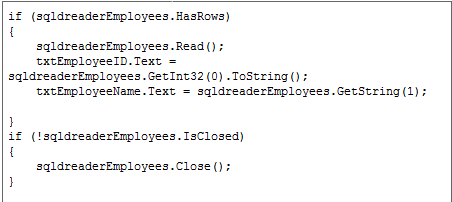 if (sqldreaderEmployees.HasRows)
{
    sqldreaderEmployees.Read();
    txtEmployeeID.Text =
sqldreaderEmployees.GetInt32(0).ToString();
    txtEmployeeName.Text = sqldreaderEmployees.GetString(1);
}
if (!sqldreaderEmployees.IsClosed)
{
    sqldreaderEmployees.Close();
}